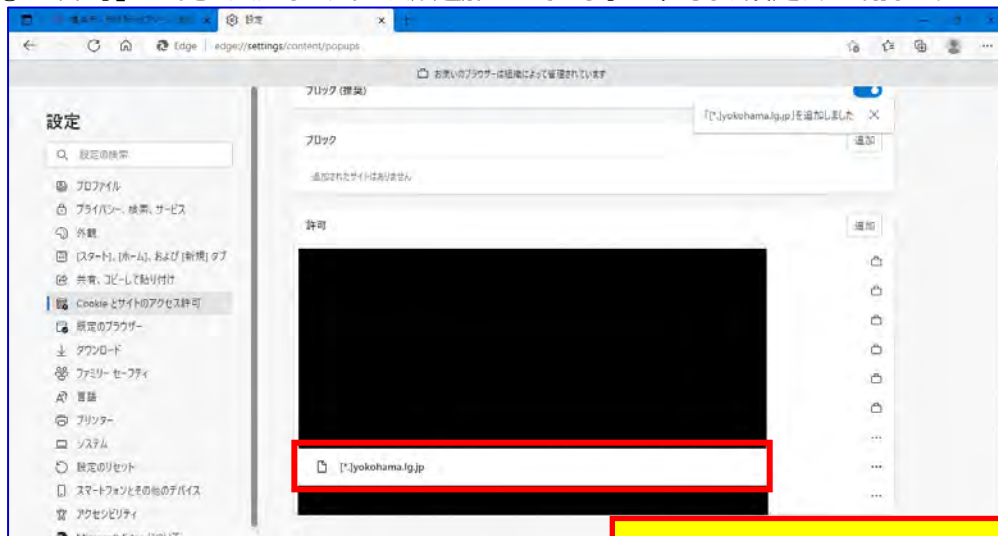 設定
Edge
edge://settings/content/popups
お使いのブラウザーは組織によって管理されています
設定
設定の検索
プロファイル
プライバシー、検索、サービス
外観
[スタート]、[ホーム]、および [新規] タブ
共有、コピーして貼り付け
Cookie とサイトのアクセス許可
既定のブラウザー
ダウンロード
ファミリー セーフティ
言語
プリンター
システム
設定のリセット
スマートフォンとその他のデバイス
アクセシビリティ
ブロック (推奨)
「[*.]yokohama.lg.jp」を追加しました
ブロック
追加
追加されたサイトはありません
許可
追加
[*.]yokohama.lg.jp